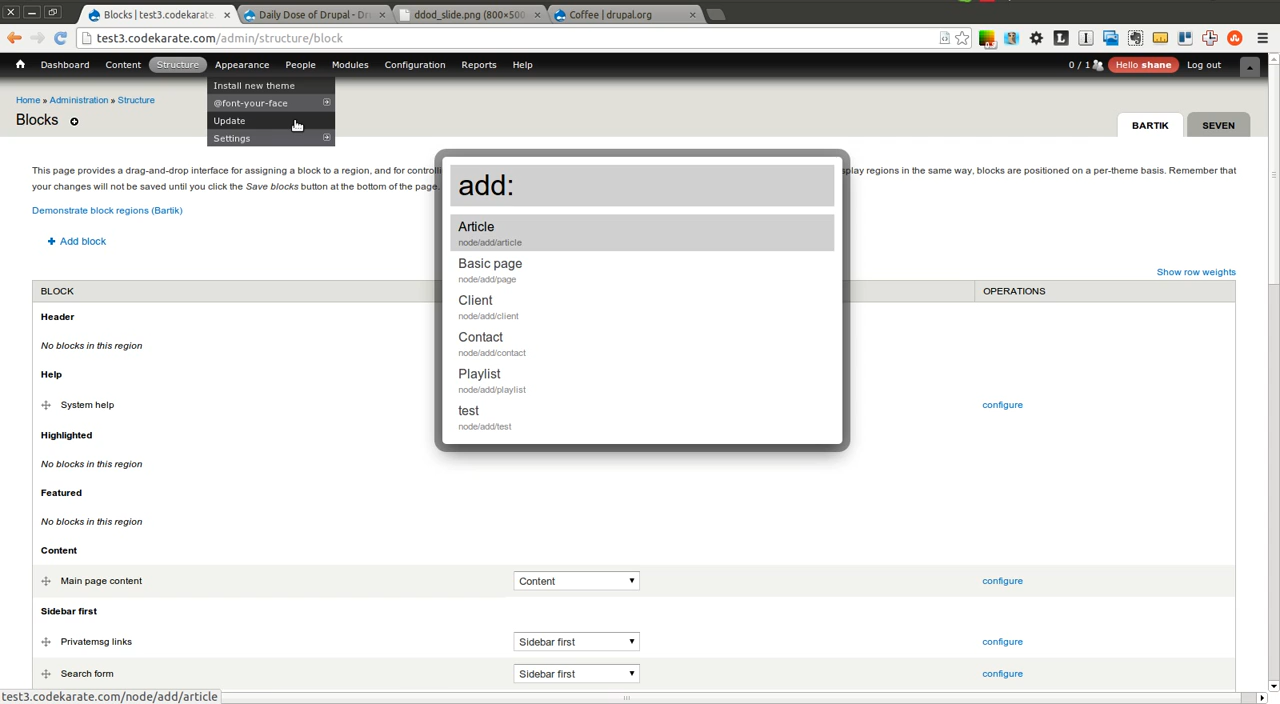 Blocks | test3.codekarate
Daily Dose of Drupal - Dr
ddod_slide.png (800×500
Coffee | drupal.org
test3.codekarate.com/admin/structure/block
Dashboard Content Structure Appearance People Modules Configuration Reports Help
0 / 1 Hello shane Log out
Install new theme
@font-your-face
Update
Settings
Home » Administration » Structure
Blocks
BARTIK SEVEN
This page provides a drag-and-drop interface for assigning a block to a region, and for controlli
play regions in the same way, blocks are positioned on a per-theme basis. Remember that
your changes will not be saved until you click the Save blocks button at the bottom of the page.
Demonstrate block regions (Bartik)
Add block
add:
Article
node/add/article
Basic page
node/add/page
Client
node/add/client
Contact
node/add/contact
Playlist
node/add/playlist
test
node/add/test
Show row weights
BLOCK OPERATIONS
Header
No blocks in this region
Help
System help configure
Highlighted
No blocks in this region
Featured
No blocks in this region
Content
Main page content Content configure
Sidebar first
Privatemsg links Sidebar first configure
Search form Sidebar first configure
test3.codekarate.com/node/add/article